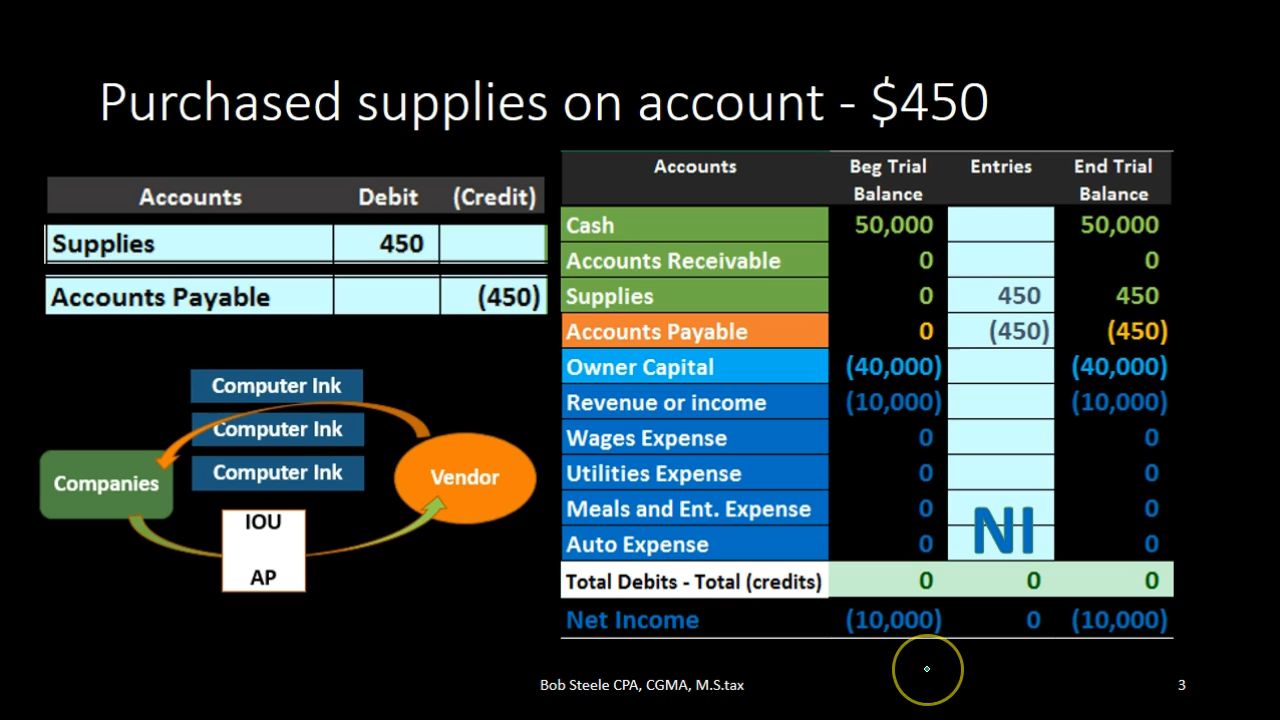 Purchased supplies on account - $450
Accounts Debit (Credit)
Supplies 450
Accounts Payable (450)
Computer Ink
Computer Ink
Computer Ink
Companies
Vendor
IOU
AP
Accounts Beg Trial Balance Entries End Trial Balance
Cash 50,000 50,000
Accounts Receivable 0 0
Supplies 0 450 450
Accounts Payable 0 (450) (450)
Owner Capital (40,000) (40,000)
Revenue or income (10,000) (10,000)
Wages Expense 0 0
Utilities Expense 0 0
Meals and Ent. Expense 0 0
Auto Expense 0 0
NI
Total Debits - Total (credits) 0 0 0
Net Income (10,000) 0 (10,000)
Bob Steele CPA, CGMA, M.S.tax
3